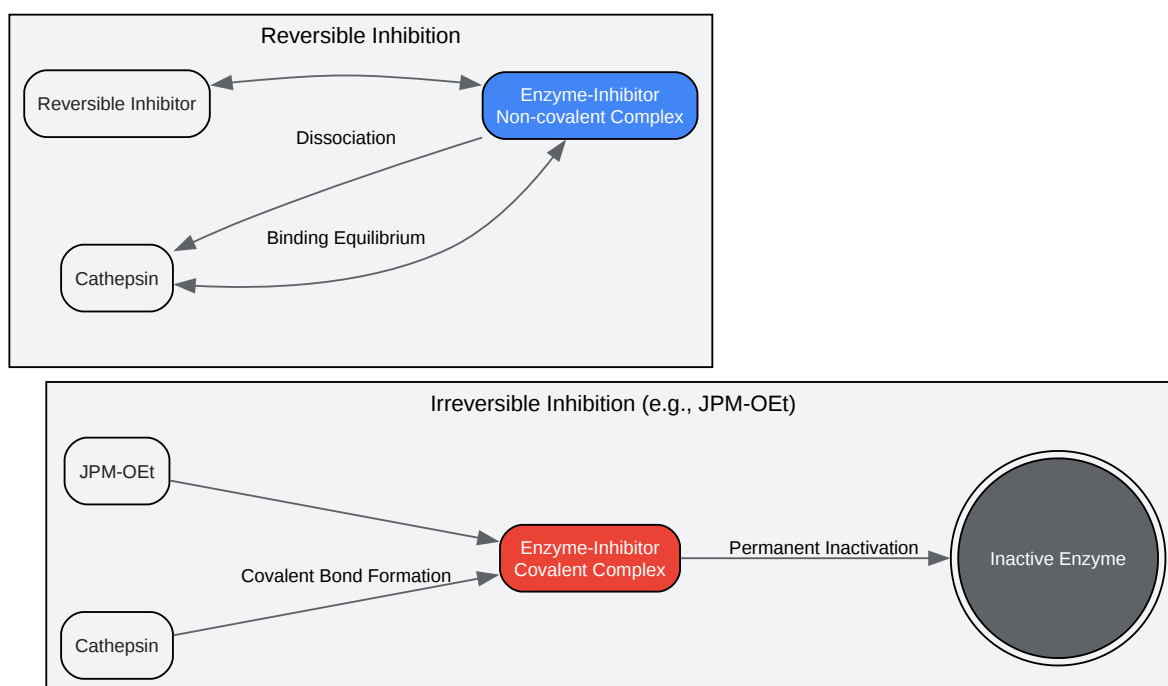 Reversible Inhibition
Reversible Inhibitor
Enzyme-Inhibitor
Non-covalent Complex
Dissociation
Binding Equilibrium
Cathepsin
Irreversible Inhibition (e.g., JPM-OEt)
JPM-OEt
Enzyme-Inhibitor
Covalent Complex
Permanent Inactivation
Inactive Enzyme
Covalent Bond Formation
Cathepsin